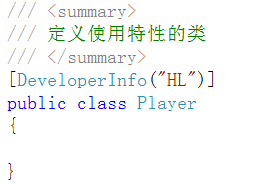 /// <summary>
/// 定义使用特性的类
/// </summary>
[DeveloperInfo("HL")]
public class Player
{
}